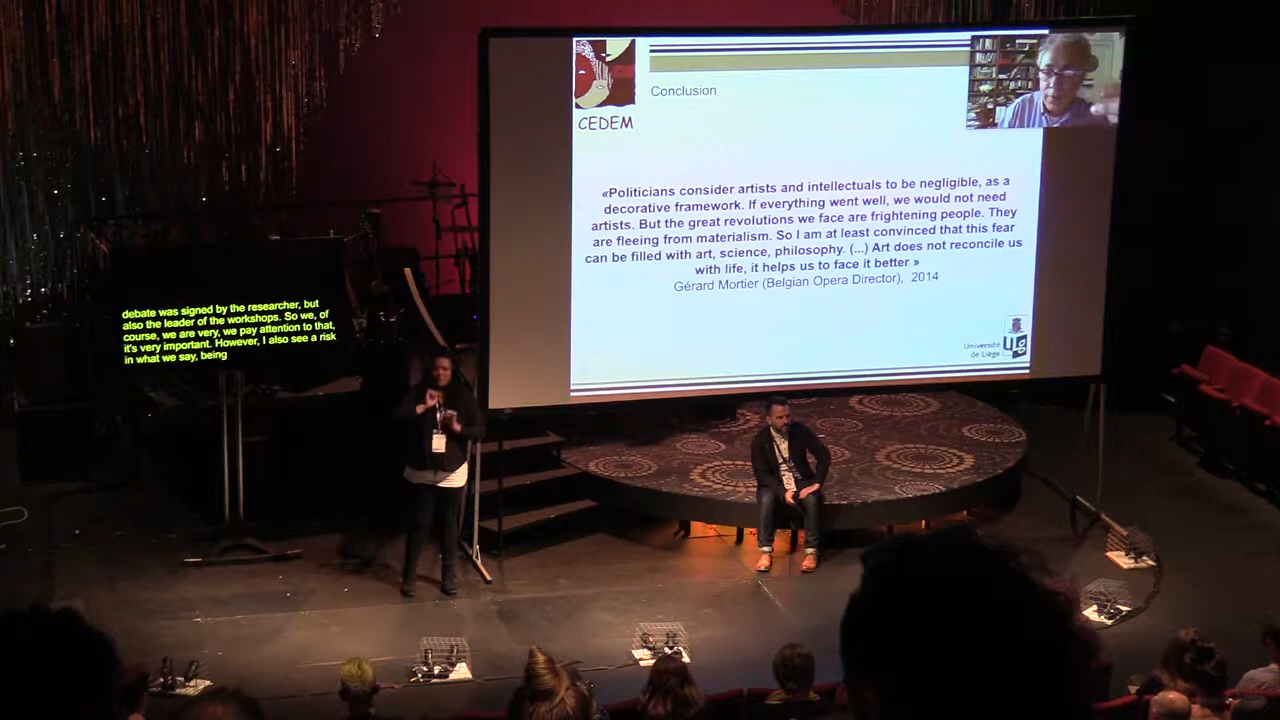 CEDEM
Conclusion
«Politicians consider artists and intellectuals to be negligible, as a
decorative framework. If everything went well, we would not need
artists. But the great revolutions we face are frightening people. They
are fleeing from materialism. So I am at least convinced that this fear
can be filled with art, science, philosophy. (...) Art does not reconcile us
with life, it helps us to face it better »
Gérard Mortier (Belgian Opera Director), 2014
Université
de Liège
debate was signed by the researcher, but
also the leader of the workshops. So we, of
course, we are very, we pay attention to that,
it's very important. However, I also see a risk
in what we say, being